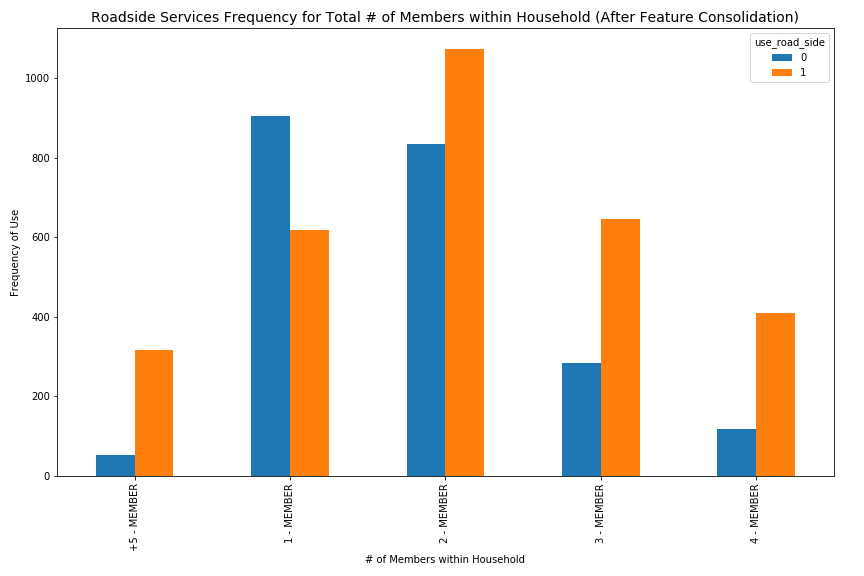 Roadside Services Frequency for Total # of Members within Household (After Feature Consolidation)
use_road_side
0
1
1000
800
600
400
200
0
Frequency of Use
+5 - MEMBER
1 - MEMBER
2 - MEMBER
3 - MEMBER
4 - MEMBER
# of Members within Household